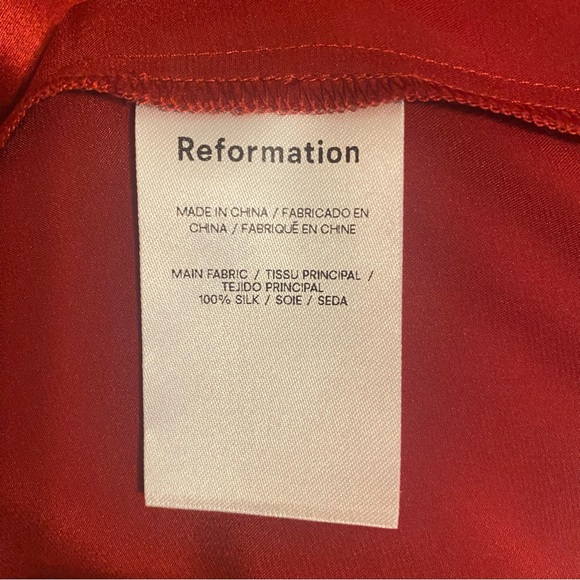 Reformation
MADE IN CHINA / FABRICADO EN
CHINA / FABRIQUÉ EN CHINE
MAIN FABRIC / TISSU PRINCIPAL /
TEJIDO PRINCIPAL
100% SILK / SOIE / SEDA